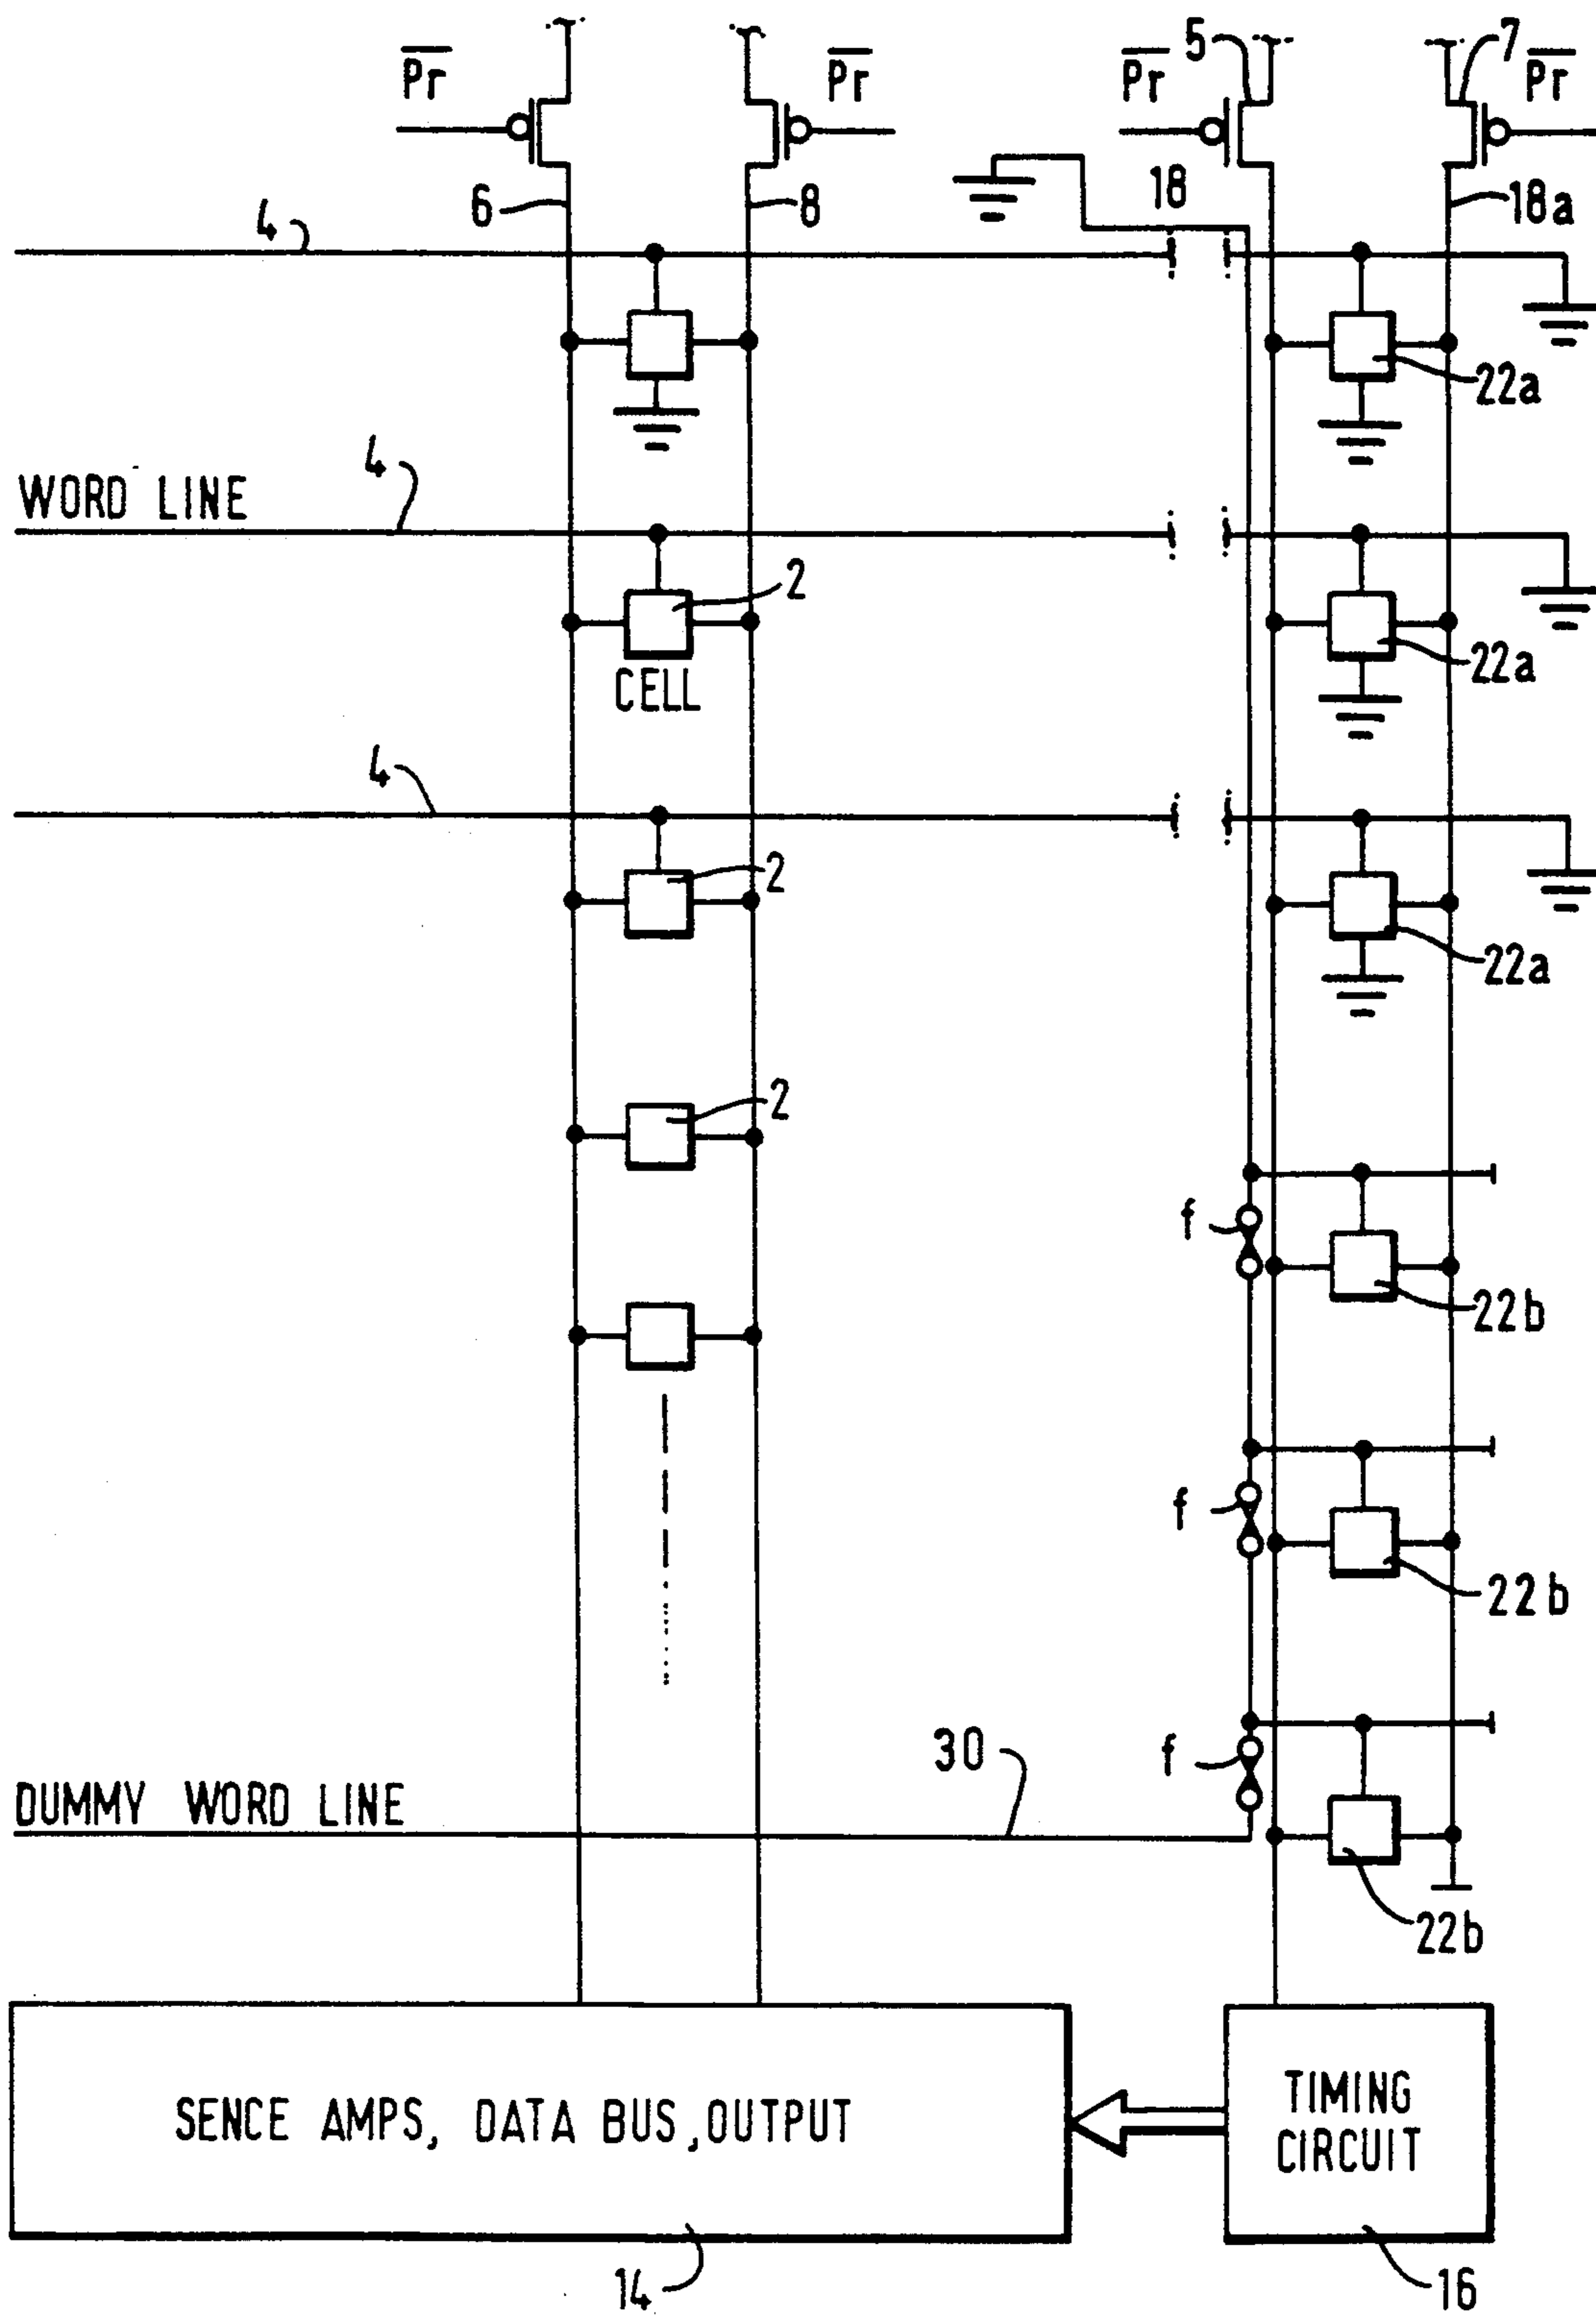 Pr Pr Pr 5 7 Pr
6 8 18 18a
4
22a
4
WORD LINE
2
CELL
22a
4
2
22a
2
f
22b
f
22b
30 f
DUMMY WORD LINE
22b
SENCE AMPS, DATA BUS, OUTPUT
TIMING
CIRCUIT
14 16